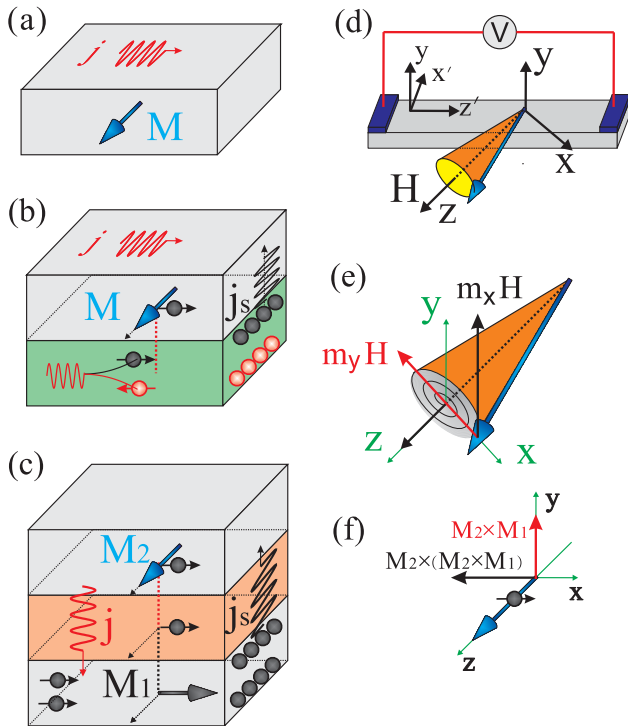 (a)
j
M
(b)
j
M
js
(c)
M2
j
js
M1
(d)
V
y
x'
z'
y
x
H
z
(e)
mxH
y
myH
z
x
(f)
y
M2×M1
M2×(M2×M1)
x
z